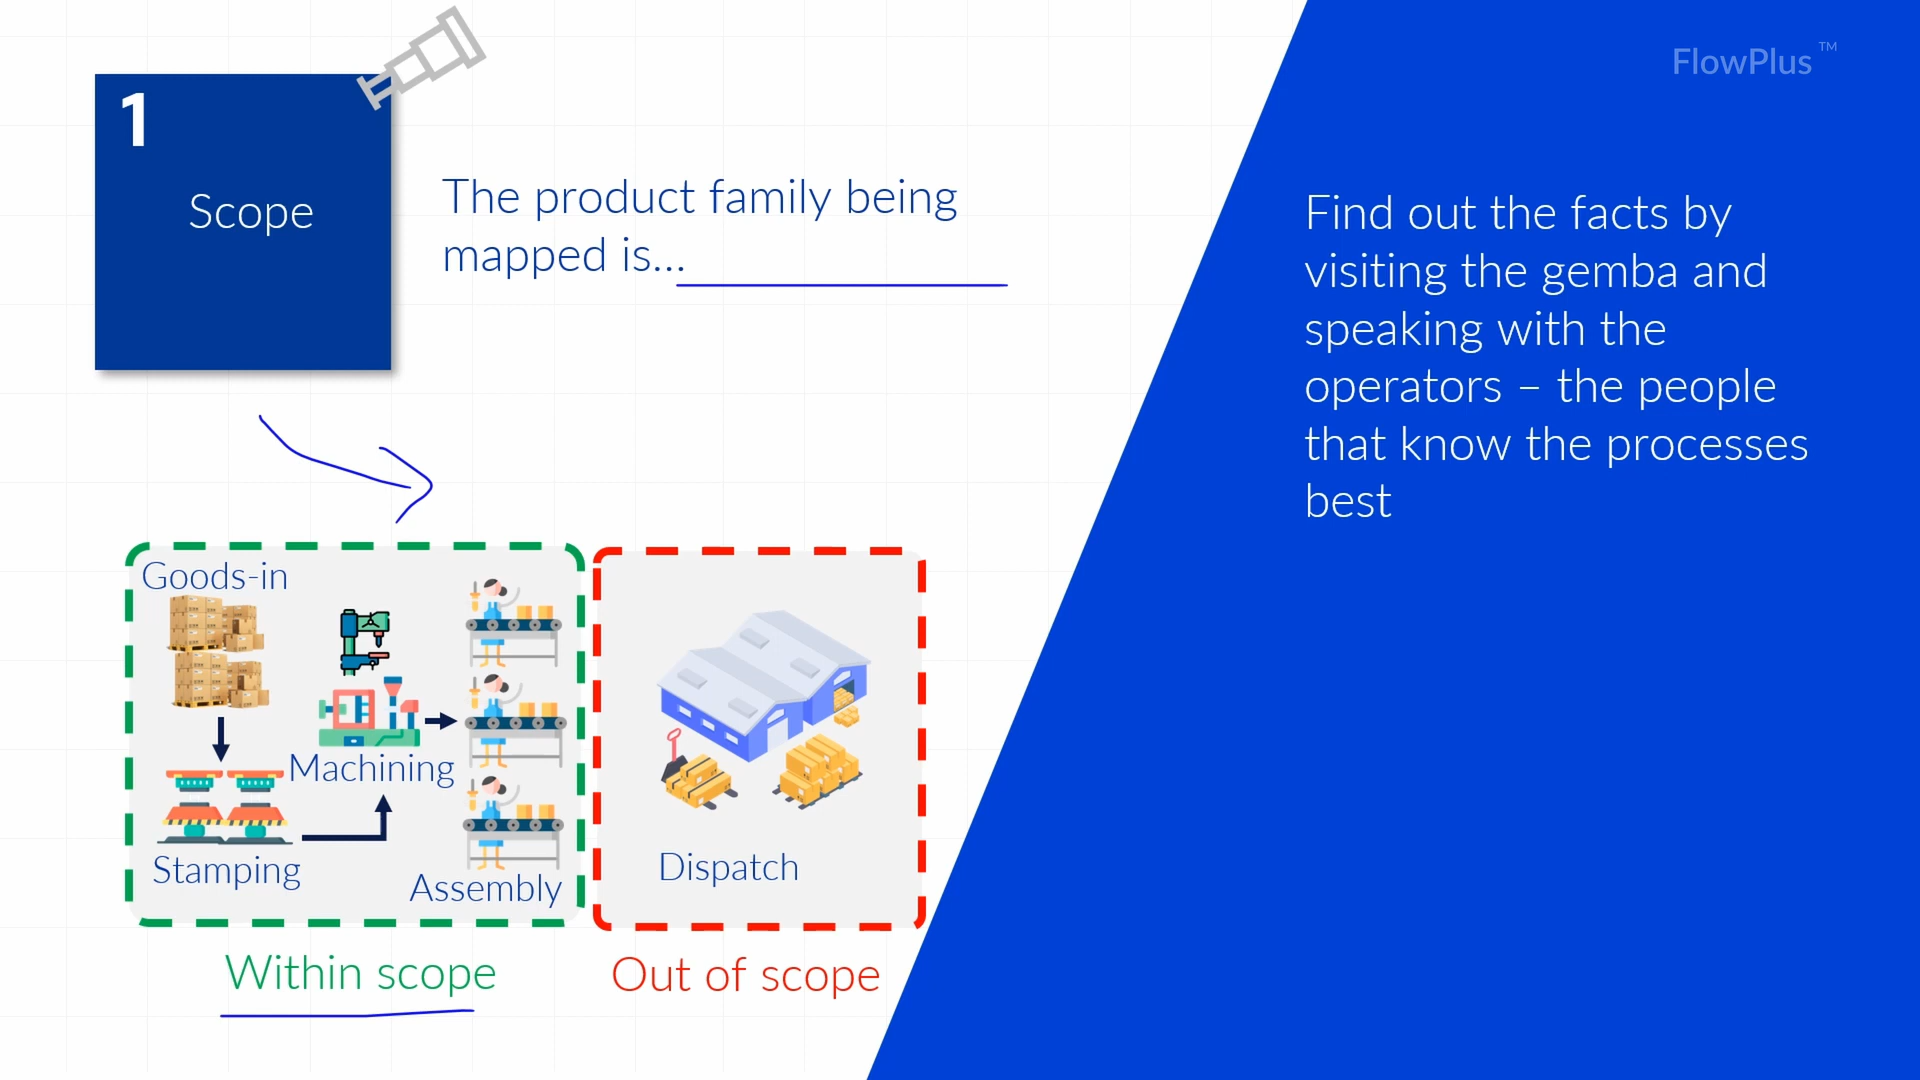 FlowPlus™
1
Scope
The product family being
mapped is...
Find out the facts by
visiting the gemba and
speaking with the
operators – the people
that know the processes
best
Goods-in
Machining
Stamping
Assembly
Dispatch
Within scope
Out of scope